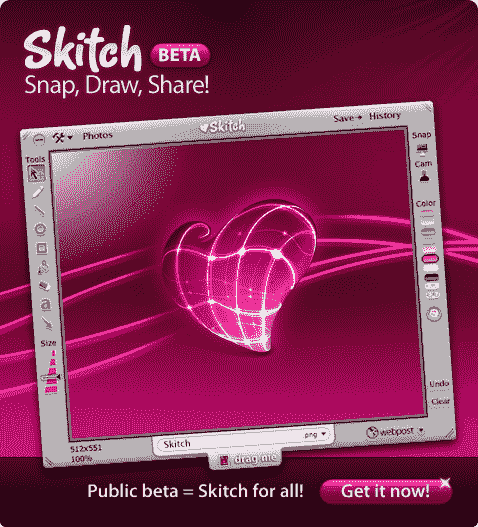 Skitch BETA
Snap, Draw, Share!
Photos
Skitch
Save
History
Tools
Snap
Cam
Color
Size
Undo
Clear
512x551
100%
Skitch
.png
webpost
drag me
Public beta = Skitch for all!
Get it now!